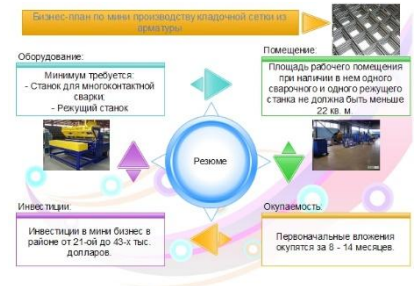 Бизнес-план по мини производству кладочной сетки из
арматуры
Оборудование:
Минимум требуется:
- Станок для многоконтактной
сварки;
- Режущий станок
Помещение:
Площадь рабочего помещения
при наличии в нем одного
сварочного и одного режущего
станка не должна быть меньше
22 кв. м.
Резюме
Инвестиции:
Инвестиции в мини бизнес в
районе от 21-ой до 43-х тыс.
долларов.
Окупаемость:
Первоначальные вложения
окупятся за 8 - 14 месяцев.